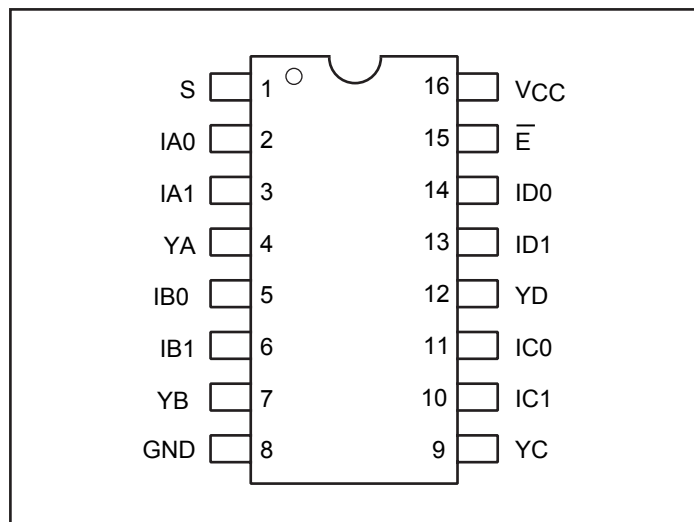 S 1 16 VCC
IA0 2 15 E̅
IA1 3 14 ID0
YA 4 13 ID1
IB0 5 12 YD
IB1 6 11 IC0
YB 7 10 IC1
GND 8 9 YC